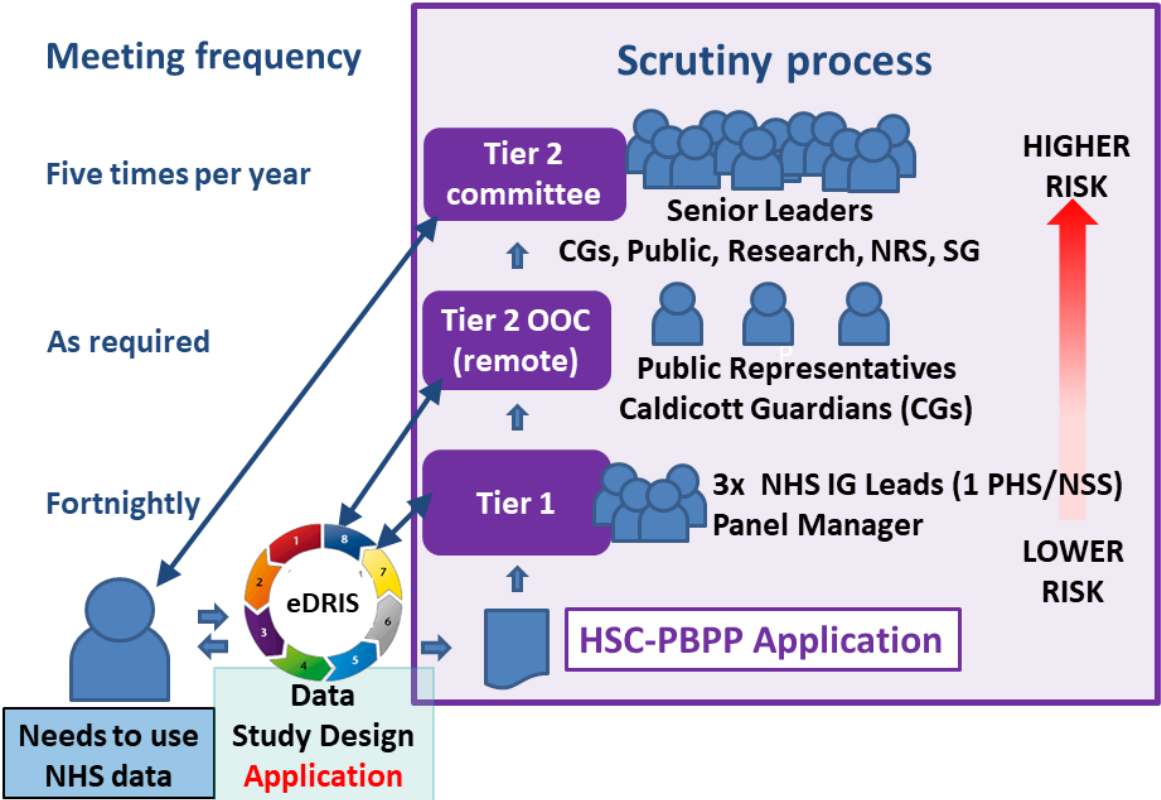 Meeting frequency
Scrutiny process
Five times per year
Tier 2
committee
Senior Leaders
CGs, Public, Research, NRS, SG
HIGHER
RISK
As required
Tier 2 OOC
(remote)
P
Public Representatives
Caldicott Guardians (CGs)
Fortnightly
Tier 1
3x  NHS IG Leads (1 PHS/NSS)
Panel Manager
LOWER
RISK
1
8
2
7
eDRIS
3
6
4
5
HSC-PBPP Application
Needs to use
NHS data
Data
Study Design
Application